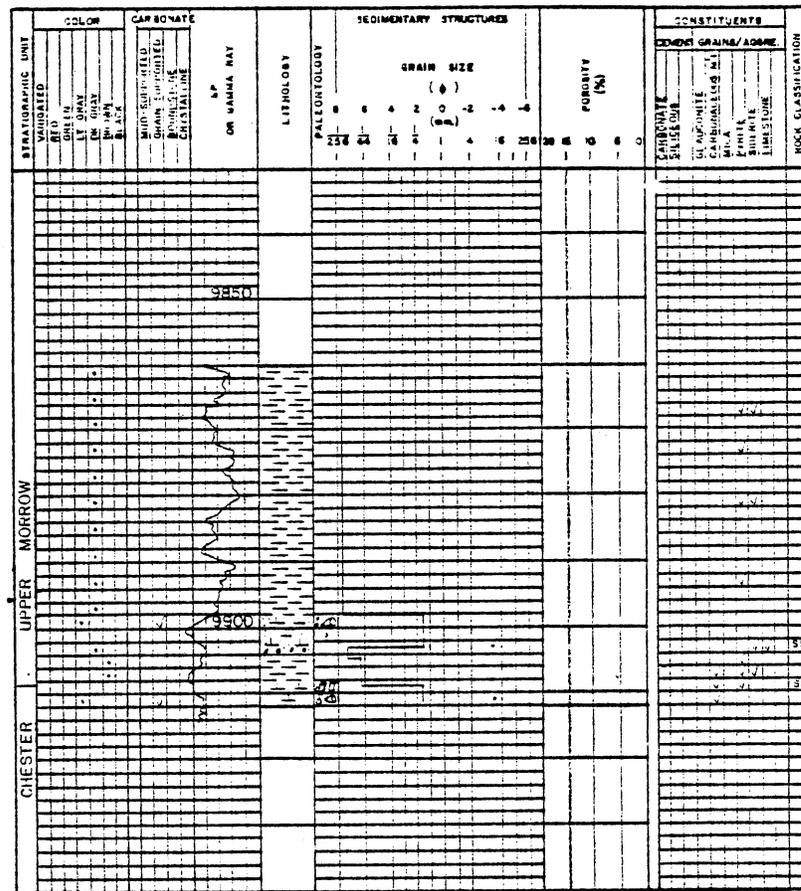 COLOR
CARBONATE
SEDIMENTARY STRUCTURES
CONSTITUENTS
CEMENT GRAINS/AGGRE.
STRATIGRAPHIC UNIT
VARIGATED
RED
GREEN
LT GRAY
DK GRAY
BROWN
BLACK
MUD-SUPPORTED
GRAIN SUPPORTED
BOUNDSTONE
CRYSTALLINE
SP
OR GAMMA RAY
LITHOLOGY
PALEONTOLOGY
GRAIN SIZE
(ϕ)
8 6 4 2 0 -2 -4 -6
(mm.)
256 64 16 4 1 4 16 256
POROSITY
(%)
20 15 10 5 0
CARBONATE
SILICEOUS
GLAUCONITE
MICA
PYRITE
SIDERITE
LIMESTONE
ROCK CLASSIFICATION
9850
UPPER MORROW
9900
S
S
CHESTER